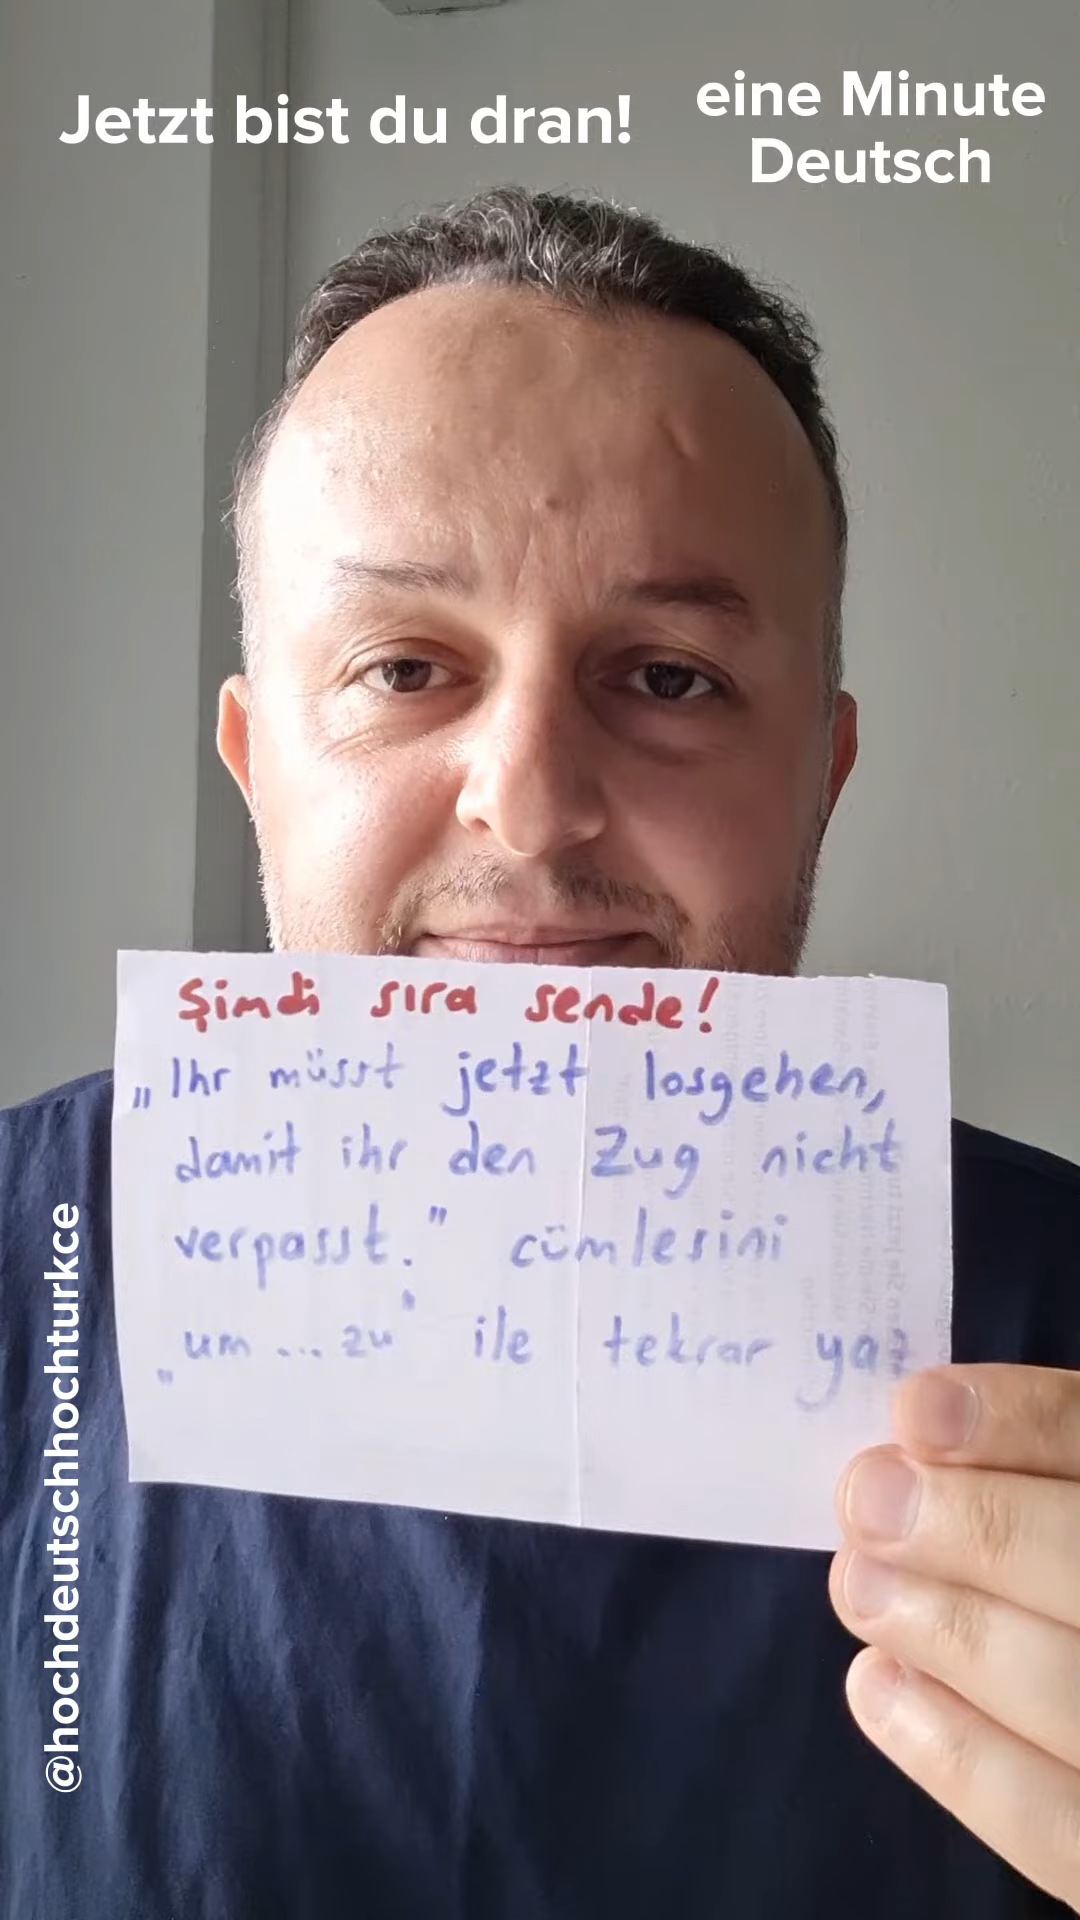 Jetzt bist du dran!
eine Minute
Deutsch
Şimdi sıra sende!
„Ihr müsst jetzt losgehen,
damit ihr den Zug nicht
verpasst." cümlesini
„um ... zu" ile tekrar yaz
@hochdeutschhochturkce